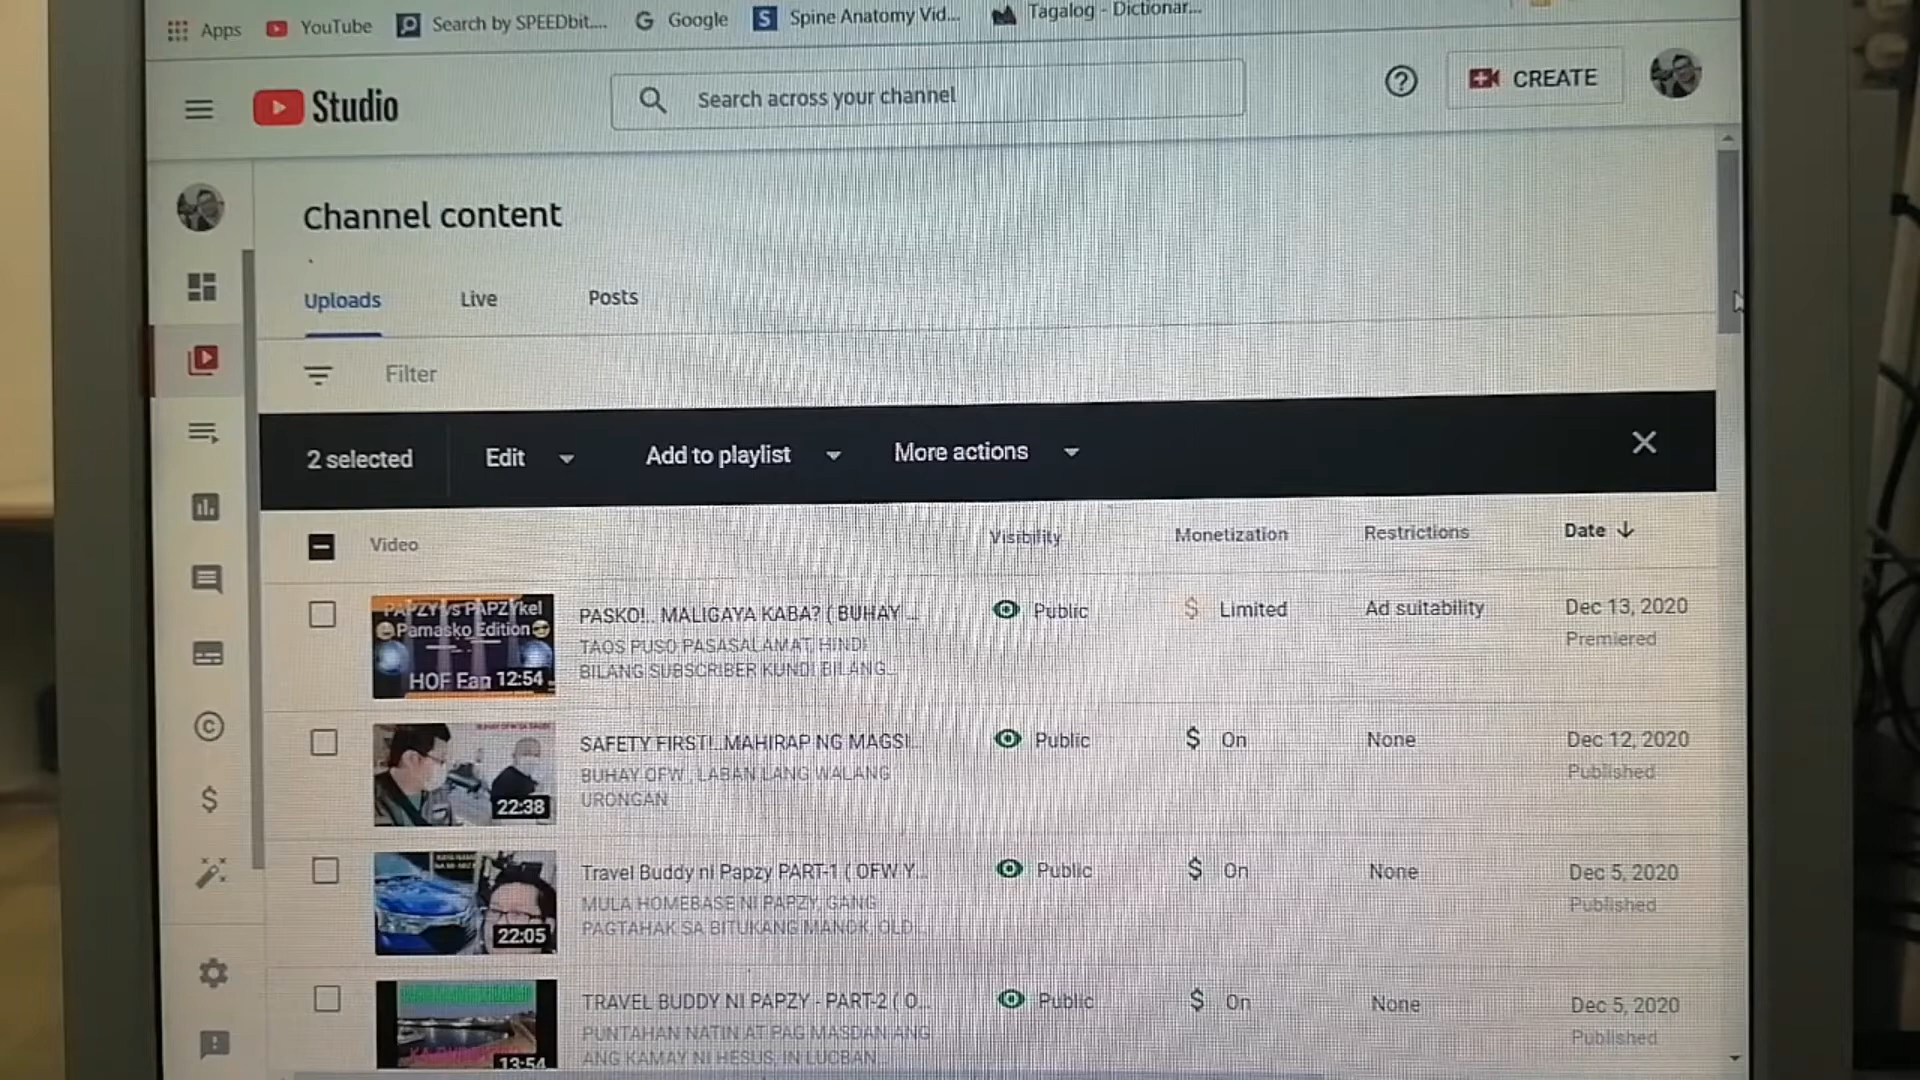 Apps YouTube Search by SPEEDbit.... Google Spine Anatomy Vid... Tagalog - Dictionar...
Studio Search across your channel CREATE
Channel content
Uploads Live Posts
Filter
2 selected Edit Add to playlist More actions
Video Visibility Monetization Restrictions Date
PAPZY vs PAPZYkel
Pamasko Edition
HOF Fan 12:54
PASKO!.. MALIGAYA KABA? ( BUHAY ...
TAOS PUSO PASASALAMAT, HINDI
BILANG SUBSCRIBER KUNDI BILANG...
Public $ Limited Ad suitability Dec 13, 2020
Premiered
22:38
SAFETY FIRST!..MAHIRAP NG MAGSI...
BUHAY OFW.. LABAN LANG WALANG
URONGAN
Public $ On None Dec 12, 2020
Published
22:05
Travel Buddy ni Papzy PART-1 ( OFW Y...
MULA HOMEBASE NI PAPZY, GANG
PAGTAHAK SA BITUKANG MANOK, OLD...
Public $ On None Dec 5, 2020
Published
13:54
TRAVEL BUDDY NI PAPZY - PART-2 ( O...
PUNTAHAN NATIN AT PAG MASDAN ANG
ANG KAMAY NI HESUS, IN LUCBAN...
Public $ On None Dec 5, 2020
Published